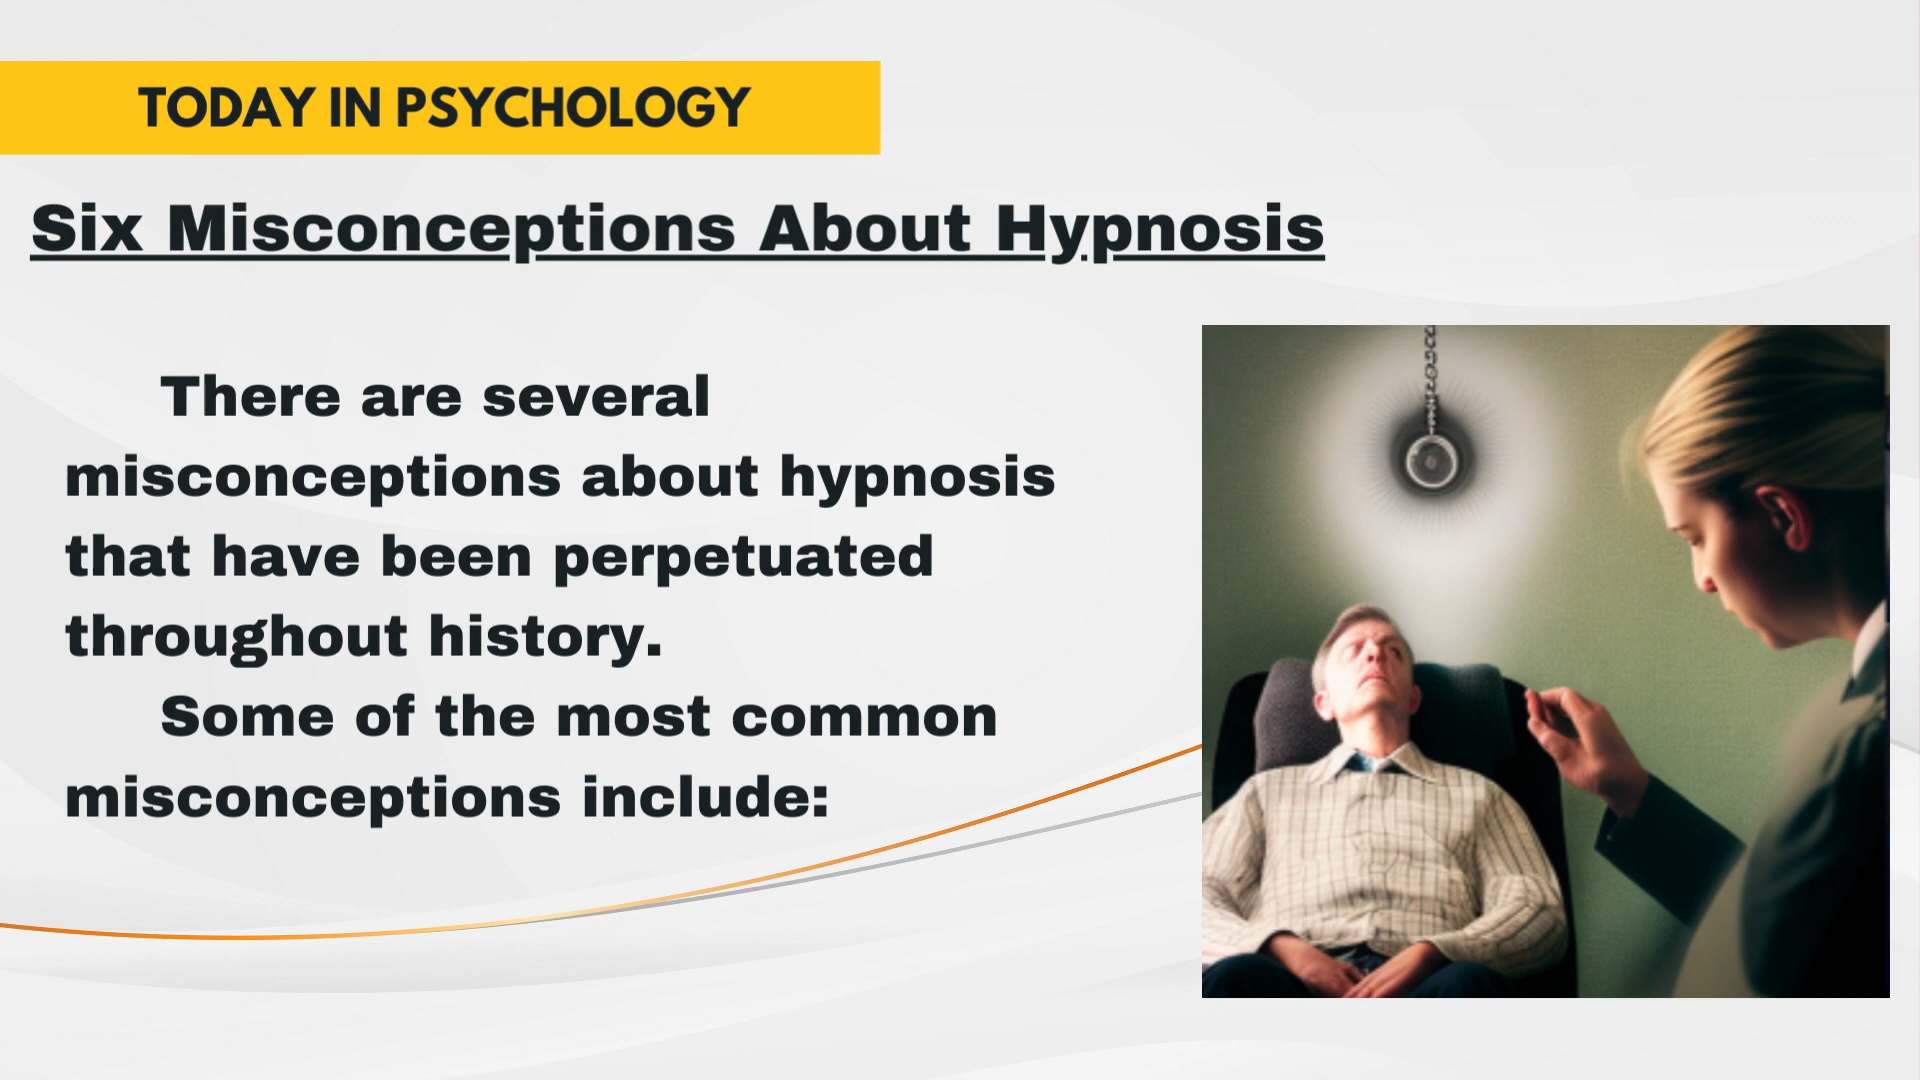 TODAY IN PSYCHOLOGY
Six Misconceptions About Hypnosis
There are several
misconceptions about hypnosis
that have been perpetuated
throughout history.
Some of the most common
misconceptions include: